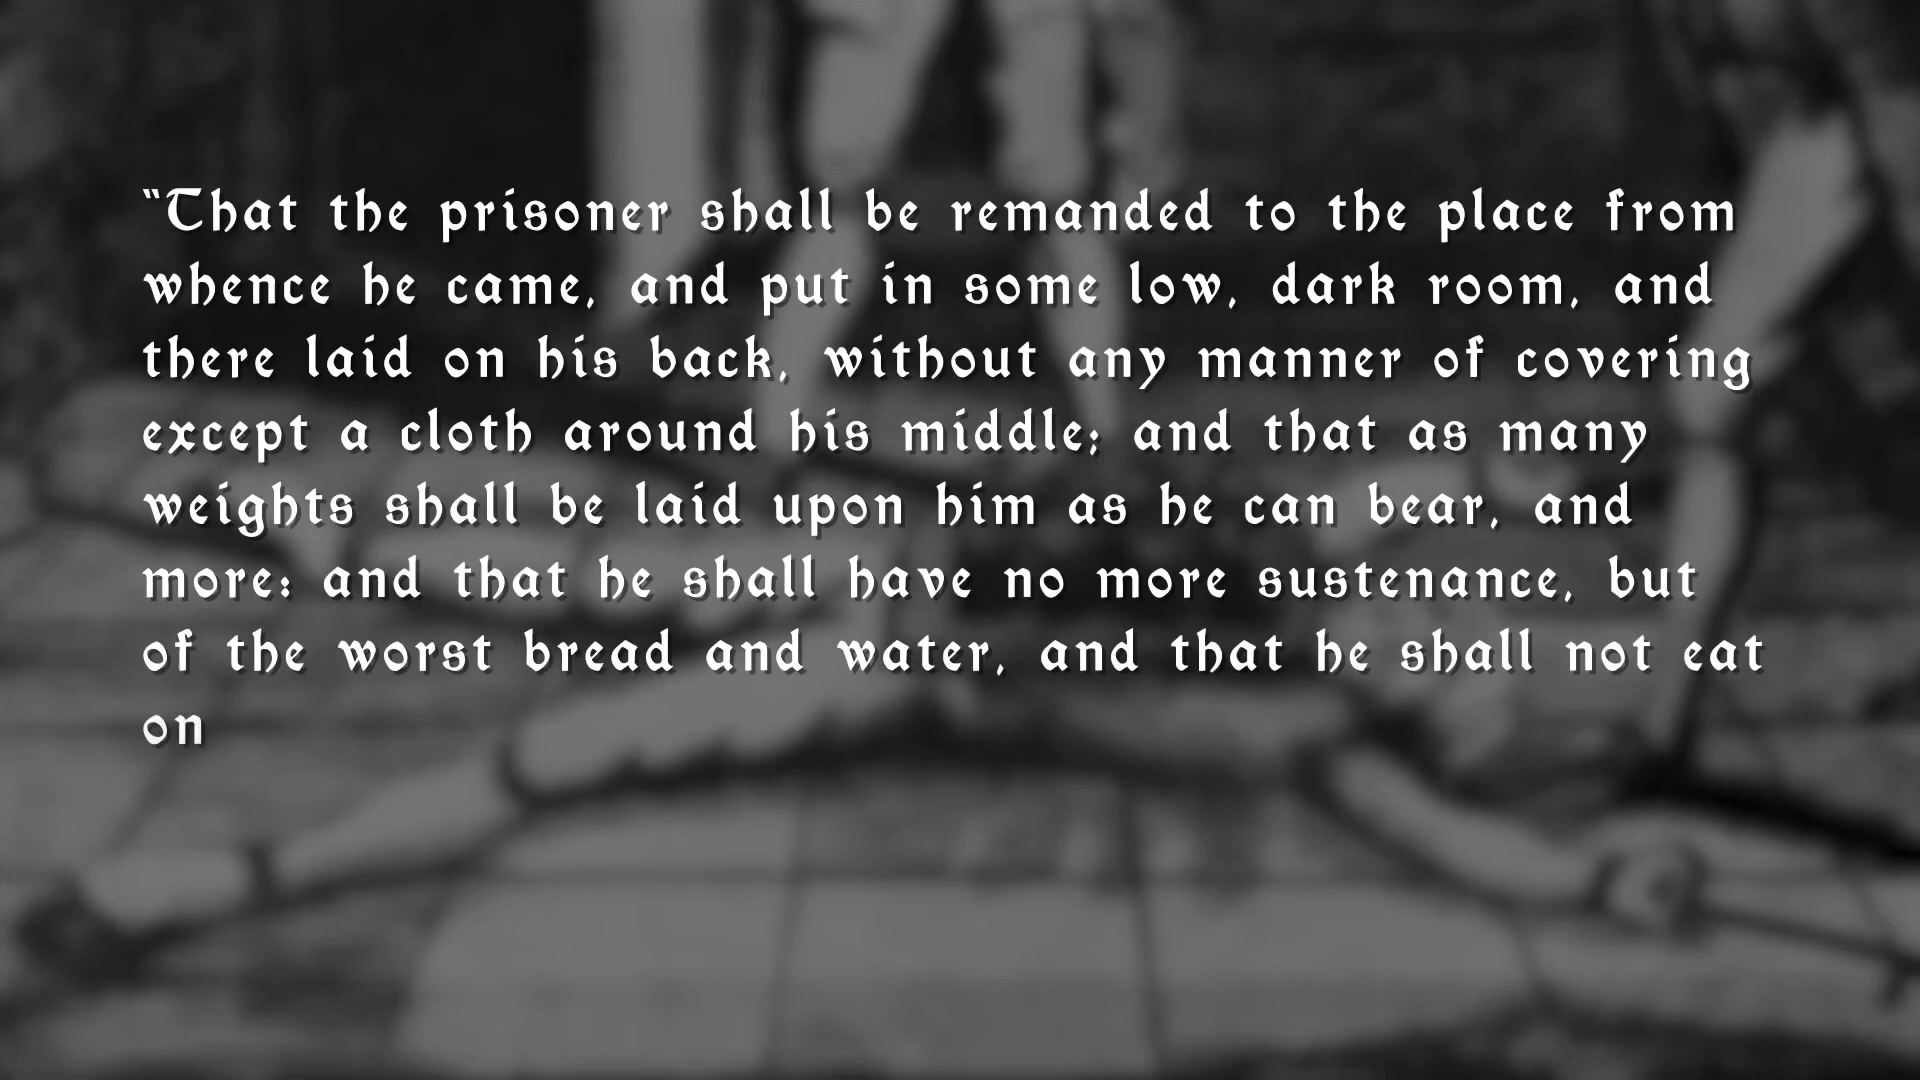 “That the prisoner shall be remanded to the place from
whence he came, and put in some low, dark room, and
there laid on his back, without any manner of covering
except a cloth around his middle; and that as many
weights shall be laid upon him as he can bear, and
more: and that he shall have no more sustenance, but
of the worst bread and water, and that he shall not eat
on